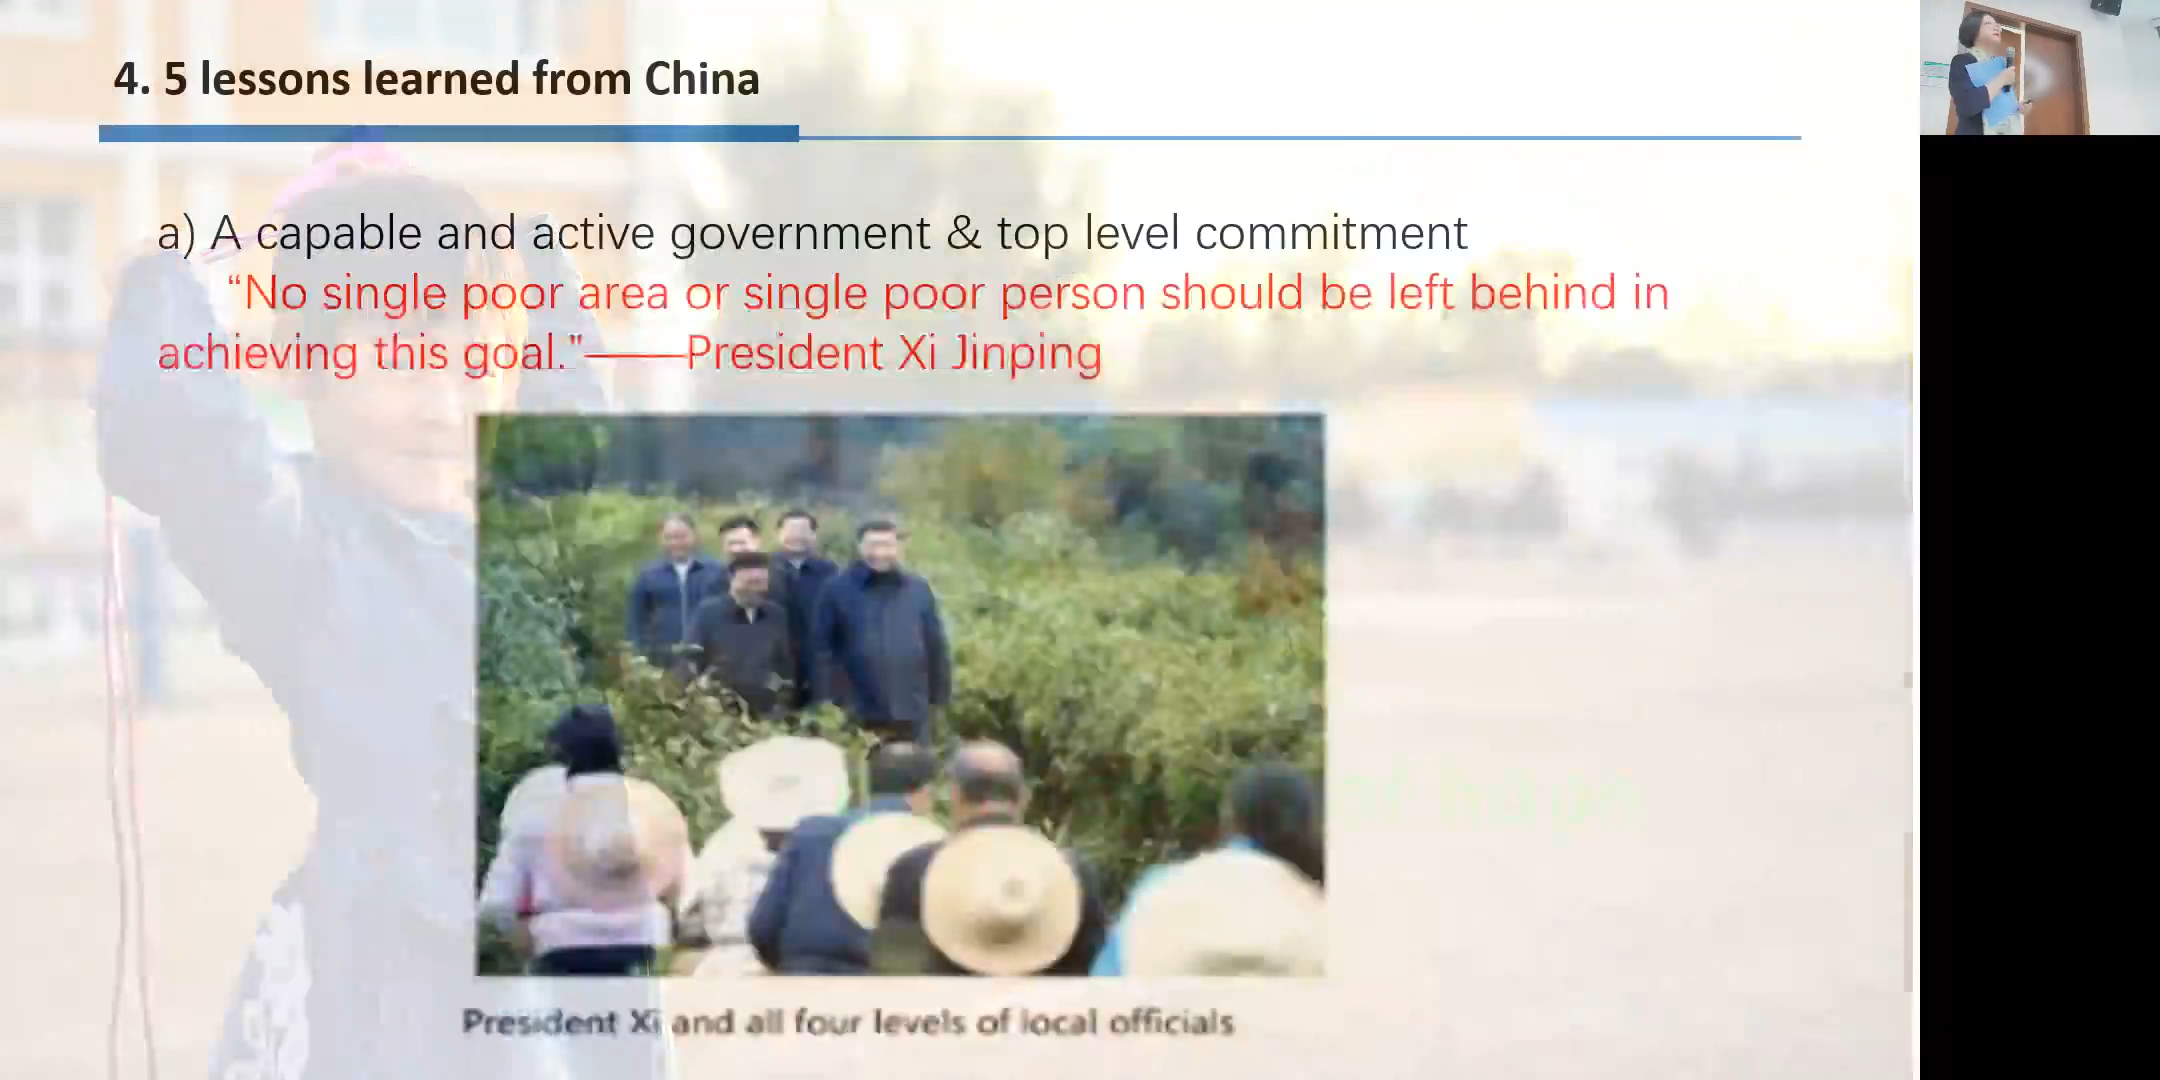 4. 5 lessons learned from China
a) A capable and active government & top level commitment
“No single poor area or single poor person should be left behind in
achieving this goal.”——President Xi Jinping
President Xi and all four levels of local officials